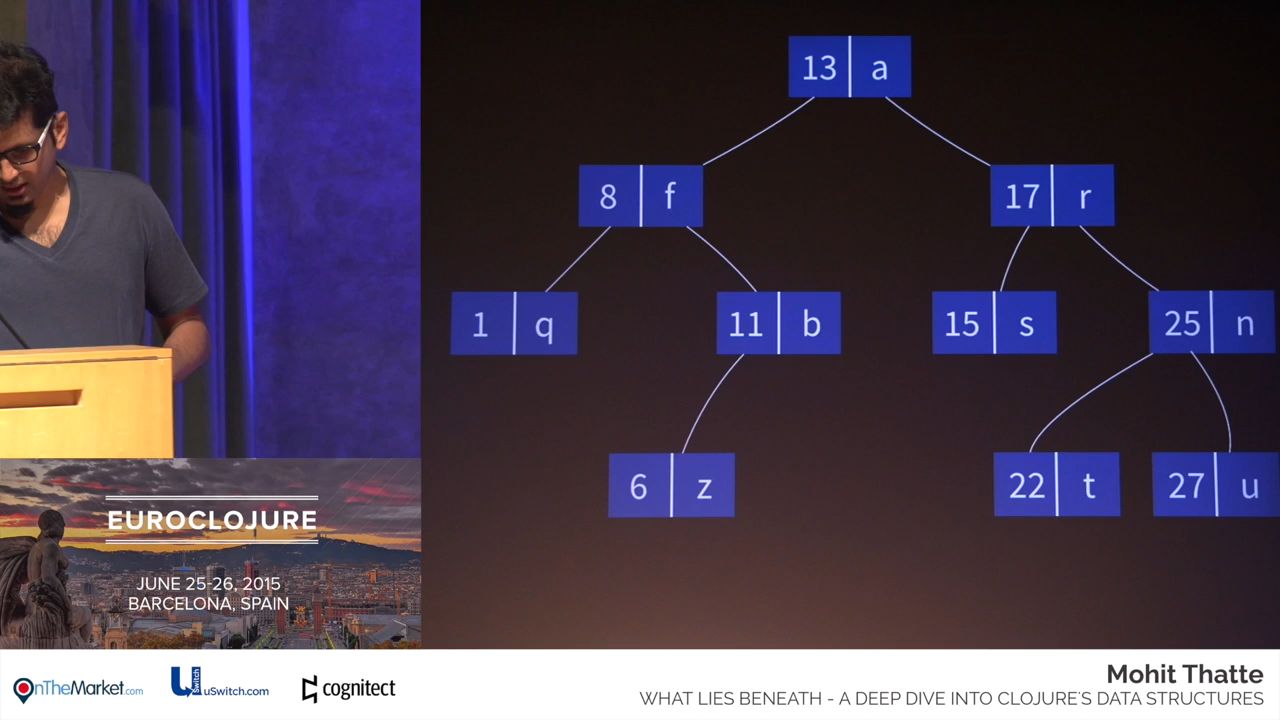 13 a
8 f
17 r
1 q
11 b
15 s
25 n
6 z
22 t
27 u
EUROCLOJURE
JUNE 25-26, 2015
BARCELONA, SPAIN
OnTheMarket.com
U Switch uSwitch.com
cognitect
Mohit Thatte
WHAT LIES BENEATH - A DEEP DIVE INTO CLOJURE'S DATA STRUCTURES